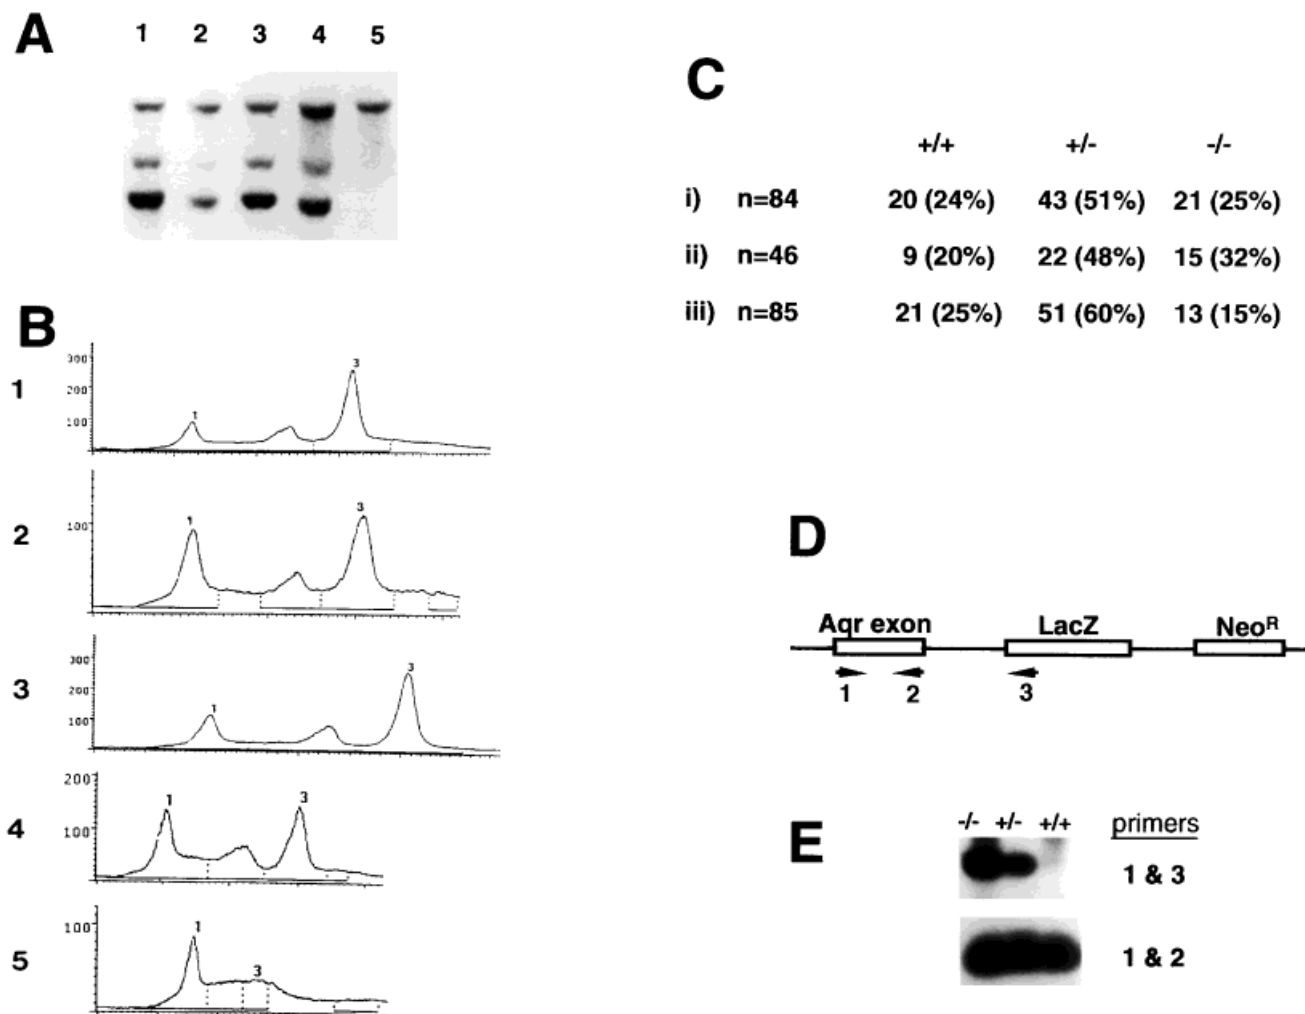 A
1 2 3 4 5
B
1
300
200
100
1
3
2
100
1
3
3
300
200
100
1
3
4
200
100
1
3
5
100
1
3
C
+/+ +/- -/-
i) n=84 20 (24%) 43 (51%) 21 (25%)
ii) n=46 9 (20%) 22 (48%) 15 (32%)
iii) n=85 21 (25%) 51 (60%) 13 (15%)
D
Aqr exon LacZ Neoᴿ
1 2 3
E
-/- +/- +/+ primers
1 & 3
1 & 2